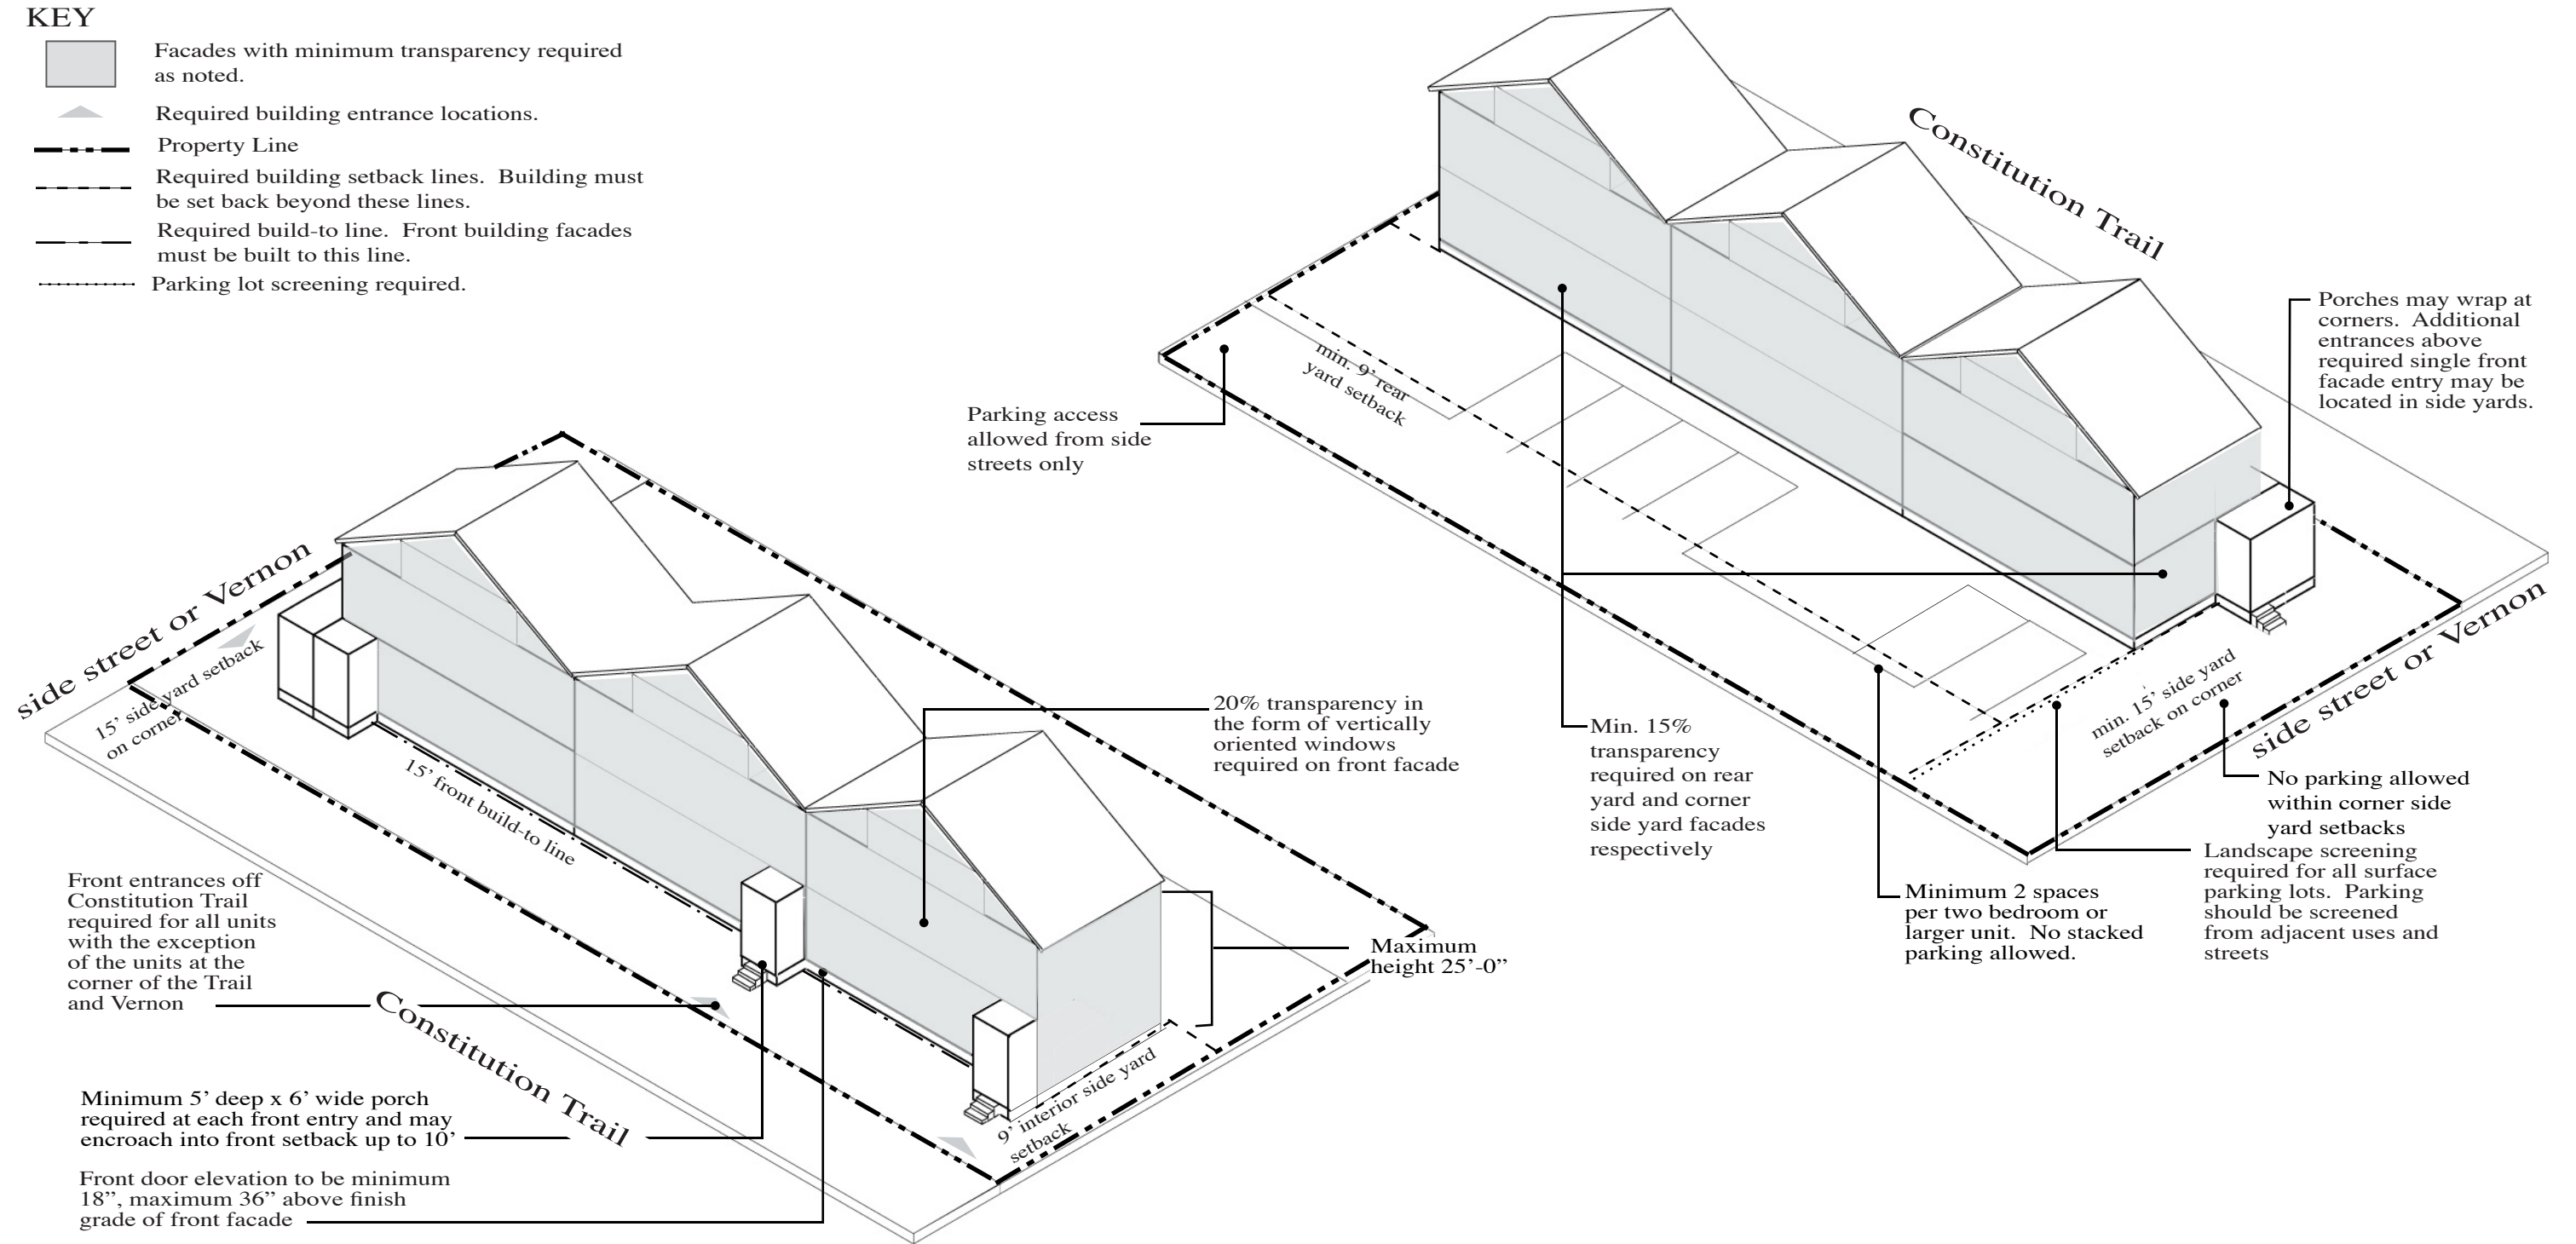 KEY
Facades with minimum transparency required
as noted.
Required building entrance locations.
Property Line
Required building setback lines.  Building must
be set back beyond these lines.
Required build-to line.  Front building facades
must be built to this line.
Parking lot screening required.
Constitution Trail
Porches may wrap at
corners.  Additional
entrances above
required single front
facade entry may be
located in side yards.
min. 9’ rear
yard setback
Parking access
allowed from side
streets only
side street or Vernon
15’ side yard setback
on corner
15’ front build-to line
20% transparency in
the form of vertically
oriented windows
required on front facade
Min. 15%
transparency
required on rear
yard and corner
side yard facades
respectively
min. 15’ side yard
setback on corner
side street or Vernon
No parking allowed
within corner side
yard setbacks
Landscape screening
required for all surface
parking lots.  Parking
should be screened
from adjacent uses and
streets
Minimum 2 spaces
per two bedroom or
larger unit.  No stacked
parking allowed.
Maximum
height 25’-0”
Front entrances off
Constitution Trail
required for all units
with the exception
of the units at the
corner of the Trail
and Vernon
Constitution Trail
9’ interior side yard
setback
Minimum 5’ deep x 6’ wide porch
required at each front entry and may
encroach into front setback up to 10’
Front door elevation to be minimum
18”, maximum 36” above finish
grade of front facade